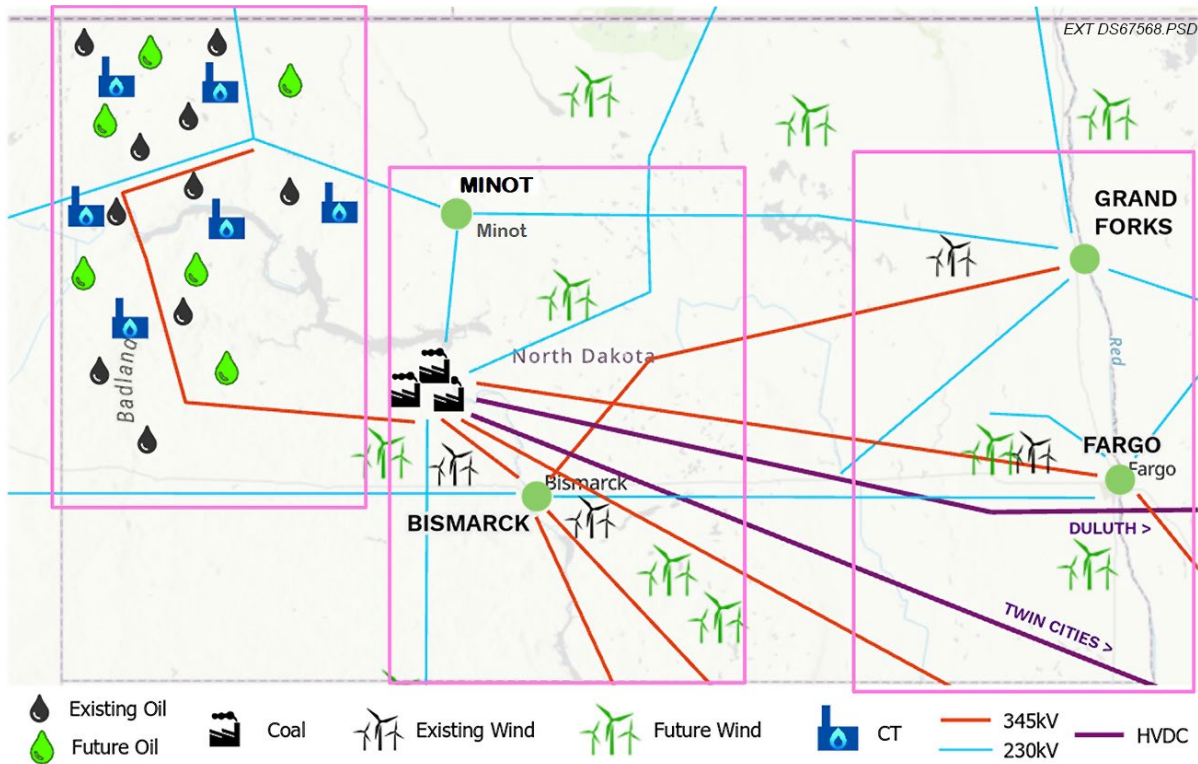 EXT DS67568.PSD
MINOT
Minot
GRAND
FORKS
North Dakota
Red
Badland
FARGO
Fargo
Bismarck
BISMARCK
DULUTH >
TWIN CITIES >
Existing Oil
Future Oil
Coal
Existing Wind
Future Wind
CT
345kV
230kV
HVDC